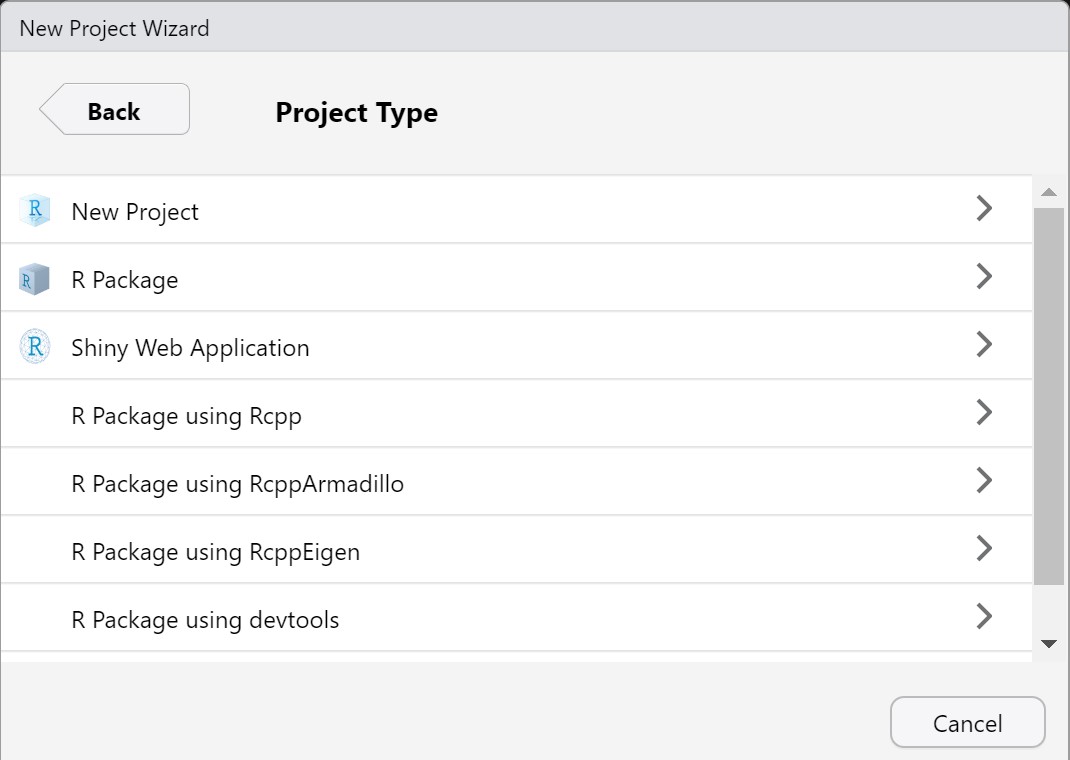 New Project Wizard
Back
Project Type
R New Project
R R Package
R Shiny Web Application
R Package using Rcpp
R Package using RcppArmadillo
R Package using RcppEigen
R Package using devtools
Cancel